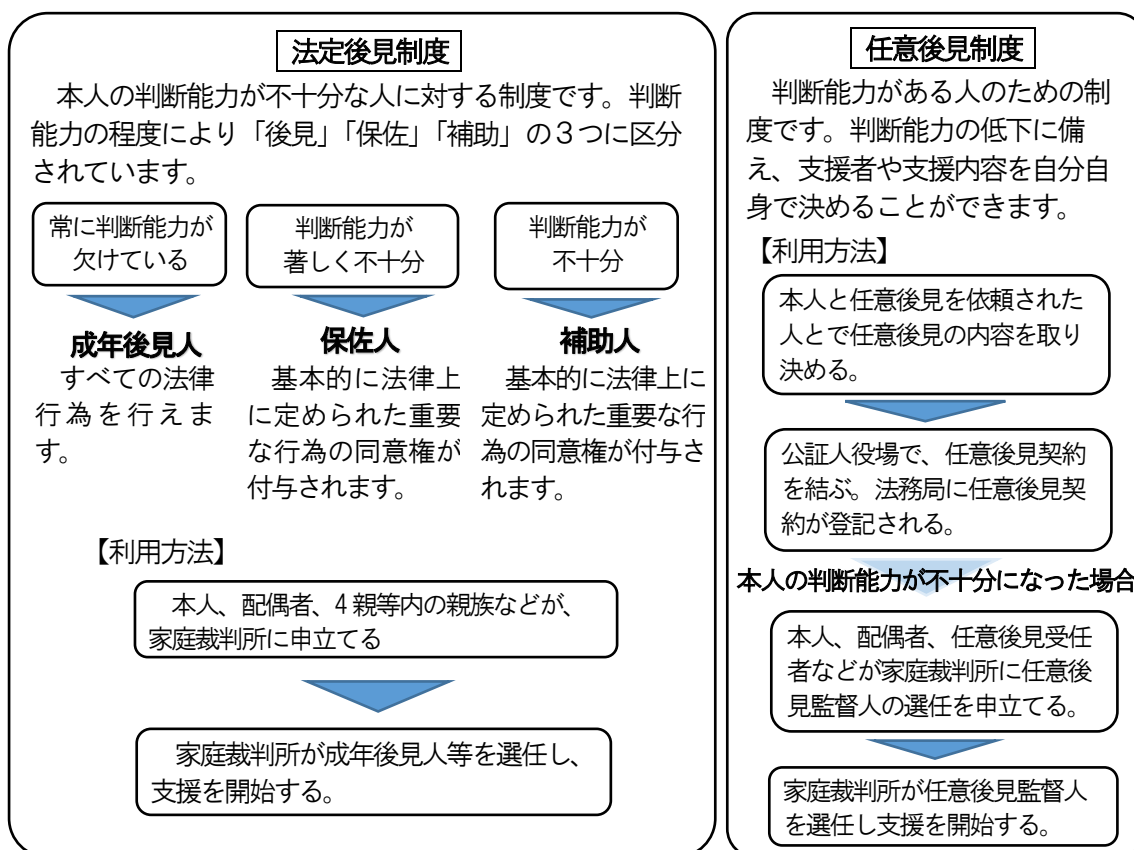 法定後見制度
本人の判断能力が不十分な人に対する制度です。判断
能力の程度により「後見」「保佐」「補助」の３つに区分
されています。
常に判断能力が
欠けている
成年後見人
すべての法律
行為を行えま
す。
判断能力が
著しく不十分
保佐人
基本的に法律上
に定められた重要
な行為の同意権が
付与されます。
判断能力が
不十分
補助人
基本的に法律上に
定められた重要な行
為の同意権が付与さ
れます。
【利用方法】
本人、配偶者、4 親等内の親族などが、
家庭裁判所に申立てる
家庭裁判所が成年後見人等を選任し、
支援を開始する。
任意後見制度
判断能力がある人のための制
度です。判断能力の低下に備
え、支援者や支援内容を自分自
身で決めることができます。
【利用方法】
本人と任意後見を依頼された
人とで任意後見の内容を取り
決める。
公証人役場で、任意後見契約
を結ぶ。法務局に任意後見契
約が登記される。
本人の判断能力が不十分になった場合
本人、配偶者、任意後見受任
者などが家庭裁判所に任意後
見監督人の選任を申立てる。
家庭裁判所が任意後見監督人
を選任し支援を開始する。